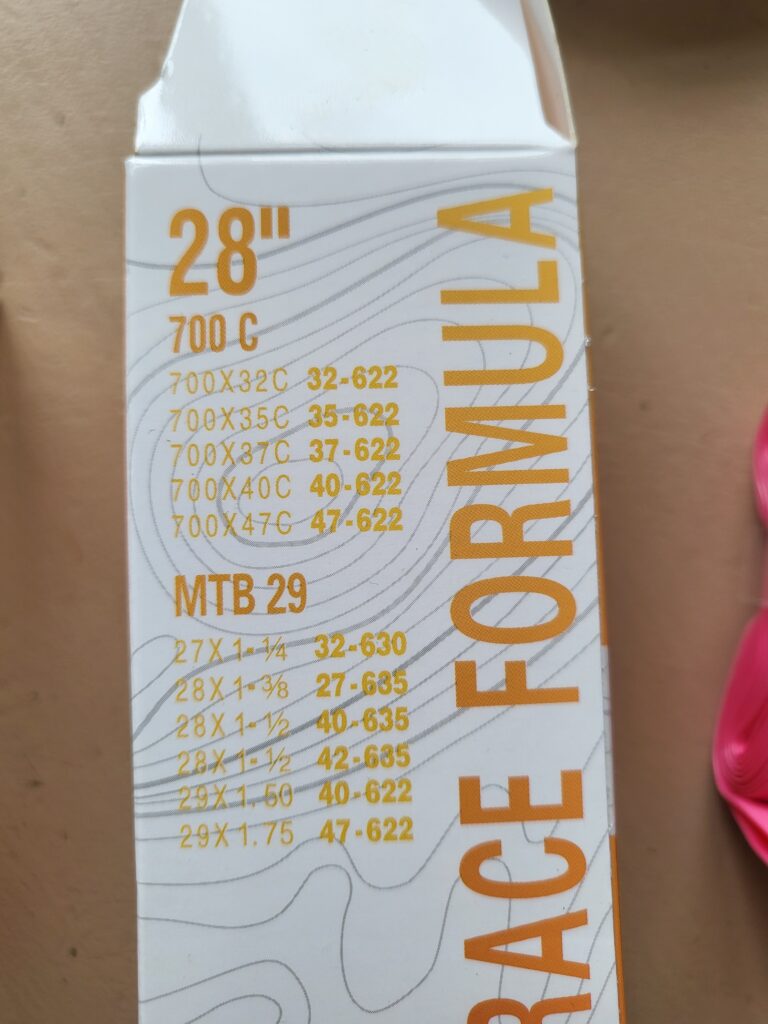 28"
700 C
700X32C 32-622
700X35C 35-622
700X37C 37-622
700X40C 40-622
700X47C 47-622
MTB 29
27X1-¼ 32-630
28X1-⅜ 27-635
28X1-½ 40-635
28X1-½ 42-635
29X1,50 40-622
29X1.75 47-622
RACE FORMULA